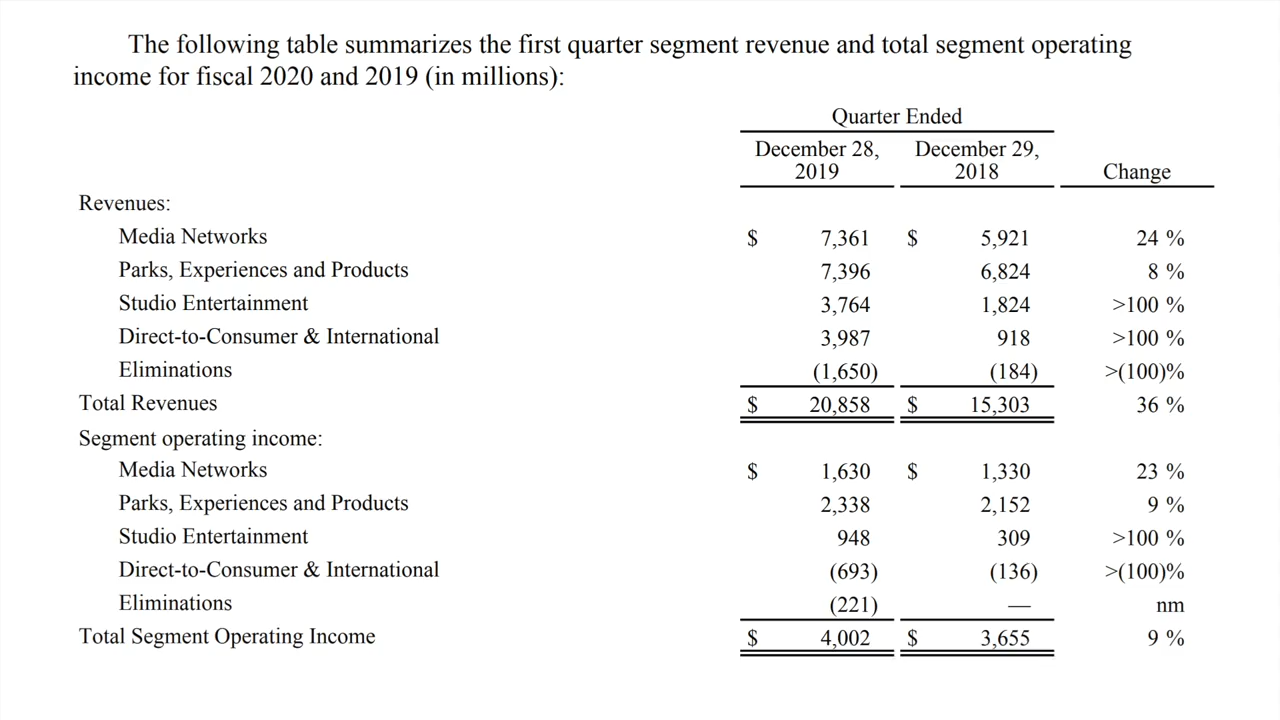 The following table summarizes the first quarter segment revenue and total segment operating
income for fiscal 2020 and 2019 (in millions):
Quarter Ended
December 28, 2019 December 29, 2018 Change
Revenues:
Media Networks $ 7,361 $ 5,921 24 %
Parks, Experiences and Products 7,396 6,824 8 %
Studio Entertainment 3,764 1,824 >100 %
Direct-to-Consumer & International 3,987 918 >100 %
Eliminations (1,650) (184) >(100)%
Total Revenues $ 20,858 $ 15,303 36 %
Segment operating income:
Media Networks $ 1,630 $ 1,330 23 %
Parks, Experiences and Products 2,338 2,152 9 %
Studio Entertainment 948 309 >100 %
Direct-to-Consumer & International (693) (136) >(100)%
Eliminations (221) — nm
Total Segment Operating Income $ 4,002 $ 3,655 9 %